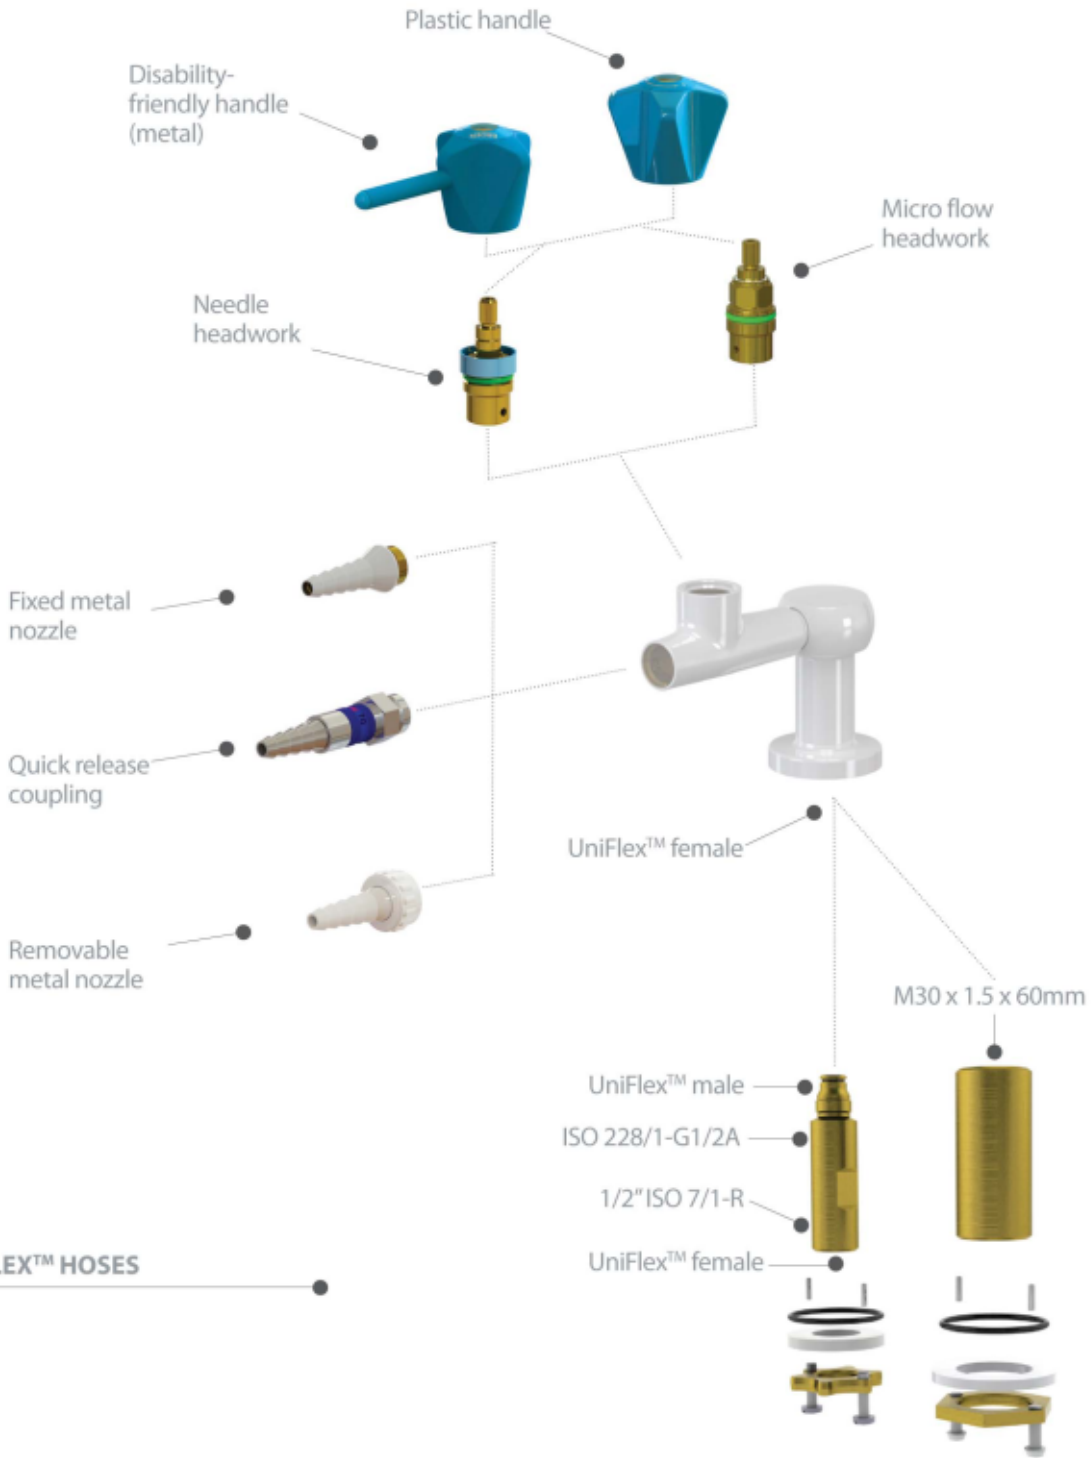 Plastic handle
Disability-
friendly handle
(metal)
Micro flow
headwork
Needle
headwork
Fixed metal
nozzle
Quick release
coupling
UniFlex™ female
Removable
metal nozzle
M30 x 1.5 x 60mm
UniFlex™ male
ISO 228/1-G1/2A
1/2" ISO 7/1-R
UniFlex™ female
LEX™ HOSES